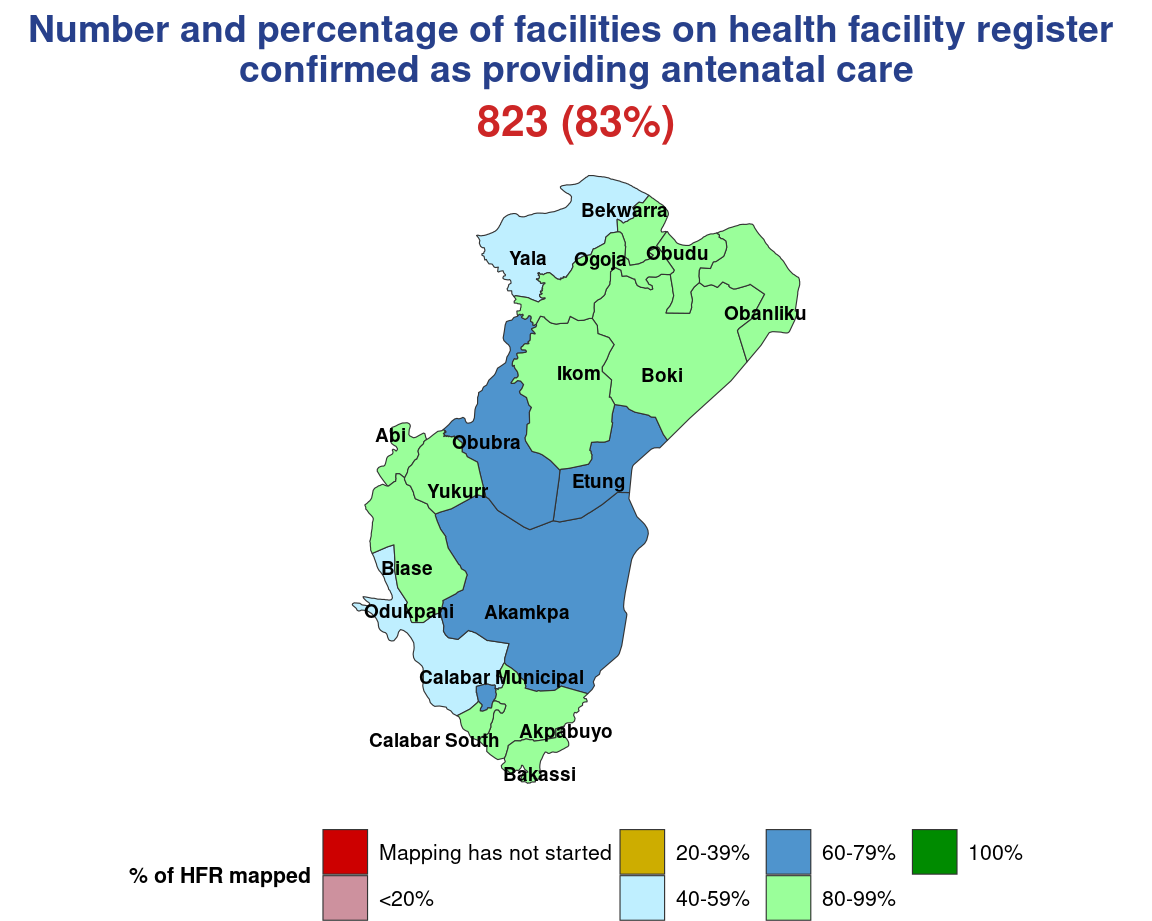 Number and percentage of facilities on health facility register
confirmed as providing antenatal care
823 (83%)
Bekwarra
Yala
Ogoja
Obudu
Obanliku
Ikom
Boki
Abi
Obubra
Yukurr
Etung
Biase
Odukpani
Akamkpa
Calabar Municipal
Akpabuyo
Calabar South
Bakassi
% of HFR mapped
Mapping has not started
<20%
20-39%
40-59%
60-79%
80-99%
100%